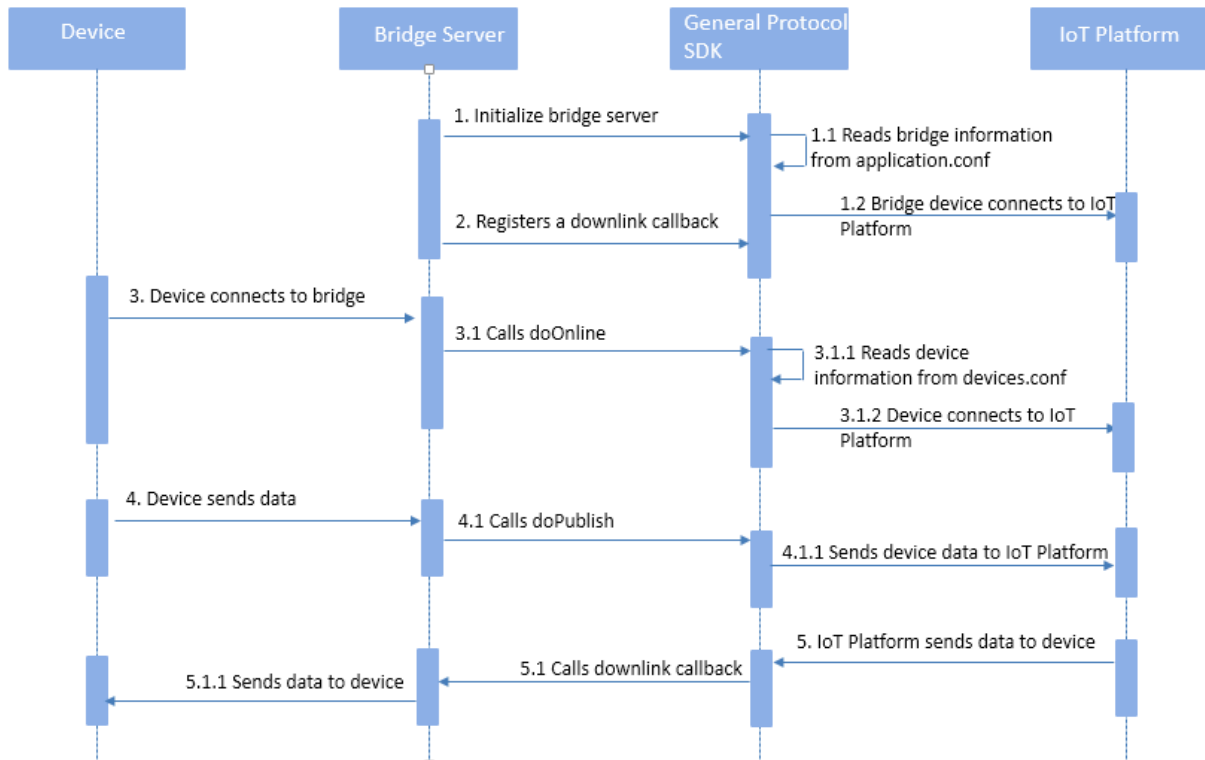 Device
Bridge Server
General Protocol
SDK
IoT Platform
1. Initialize bridge server
1.1 Reads bridge information
from application.conf
1.2 Bridge device connects to IoT
Platform
2. Registers a downlink callback
3. Device connects to bridge
3.1 Calls doOnline
3.1.1 Reads device
information from devices.conf
3.1.2 Device connects to IoT
Platform
4. Device sends data
4.1 Calls doPublish
4.1.1 Sends device data to IoT Platform
5. IoT Platform sends data to device
5.1 Calls downlink callback
5.1.1 Sends data to device